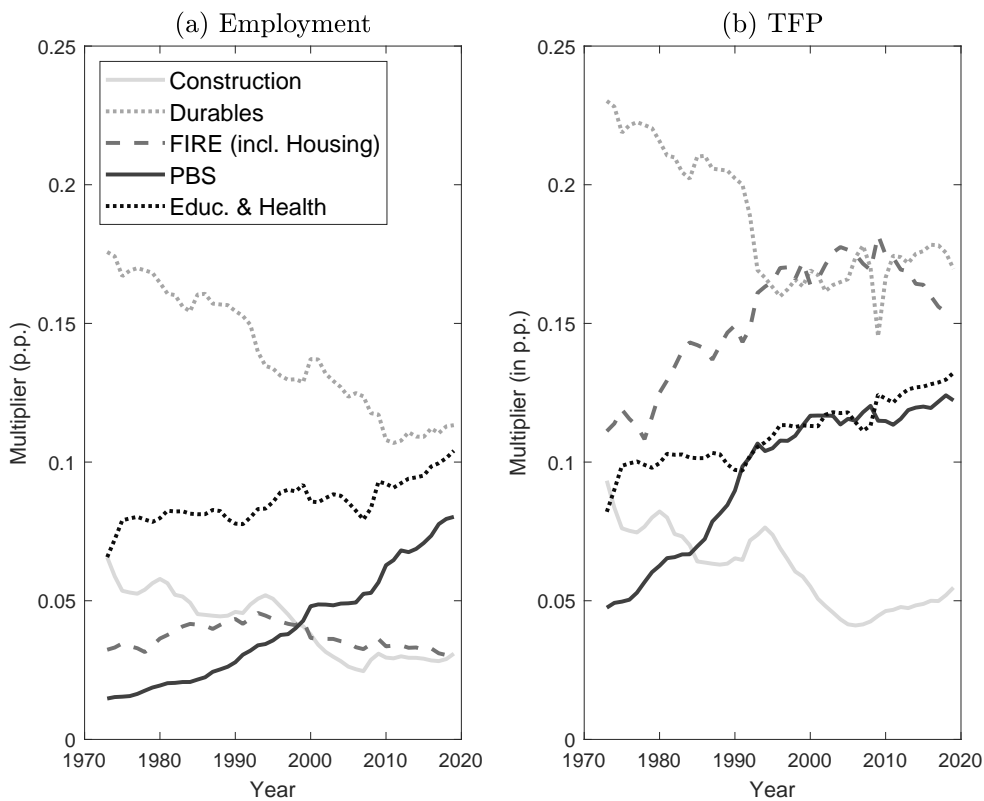 (a) Employment
0.25
0.2
0.15
0.1
0.05
0
Multiplier (p.p.)
Construction
Durables
FIRE (incl. Housing)
PBS
Educ. & Health
1970 1980 1990 2000 2010 2020
Year
(b) TFP
0.25
0.2
0.15
0.1
0.05
0
Multiplier (in p.p.)
1970 1980 1990 2000 2010 2020
Year